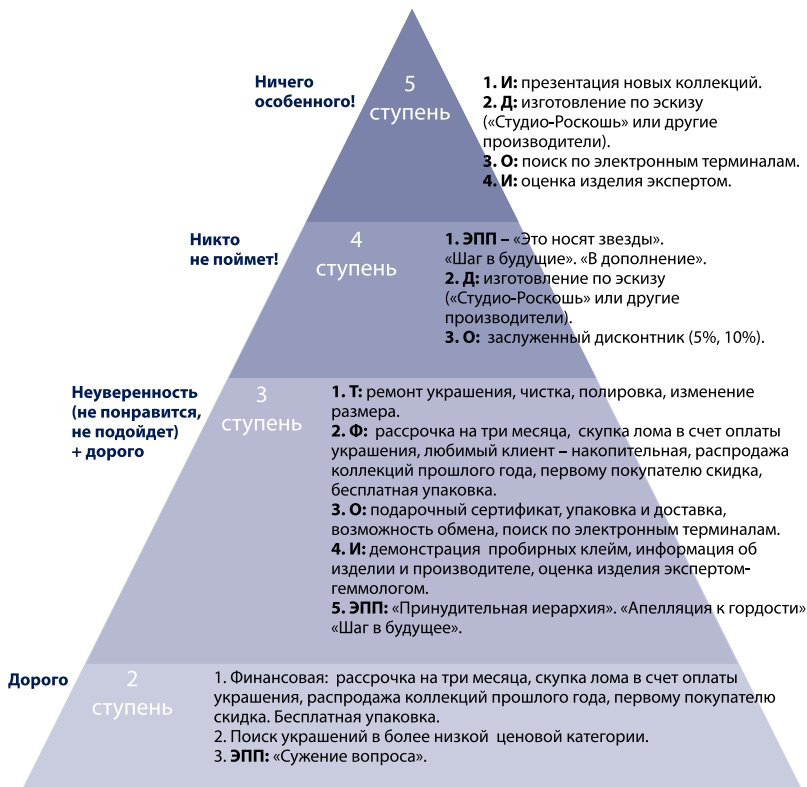 Ничего
особенного!
5
ступень
1. И: презентация новых коллекций.
2. Д: изготовление по эскизу
(«Студио-Роскошь» или другие
производители).
3. О: поиск по электронным терминалам.
4. И: оценка изделия экспертом.
Никто
не поймет!
4
ступень
1. ЭПП – «Это носят звезды».
«Шаг в будущие». «В дополнение».
2. Д: изготовление по эскизу
(«Студио-Роскошь» или другие
производители).
3. О: заслуженный дисконтник (5%, 10%).
Неуверенность
(не понравится,
не подойдет)
+ дорого
3
ступень
1. Т: ремонт украшения, чистка, полировка, изменение
размера.
2. Ф: рассрочка на три месяца, скупка лома в счет оплаты
украшения, любимый клиент – накопительная, распродажа
коллекций прошлого года, первому покупателю скидка,
бесплатная упаковка.
3. О: подарочный сертификат, упаковка и доставка,
возможность обмена, поиск по электронным терминалам.
4. И: демонстрация пробирных клейм, информация об
изделии и производителе, оценка изделия экспертом-
геммологом.
5. ЭПП: «Принудительная иерархия». «Апелляция к гордости»
«Шаг в будущее».
Дорого
2
ступень
1. Финансовая: рассрочка на три месяца, скупка лома в счет оплаты
украшения, распродажа коллекций прошлого года, первому покупателю
скидка. Бесплатная упаковка.
2. Поиск украшений в более низкой ценовой категории.
3. ЭПП: «Сужение вопроса».